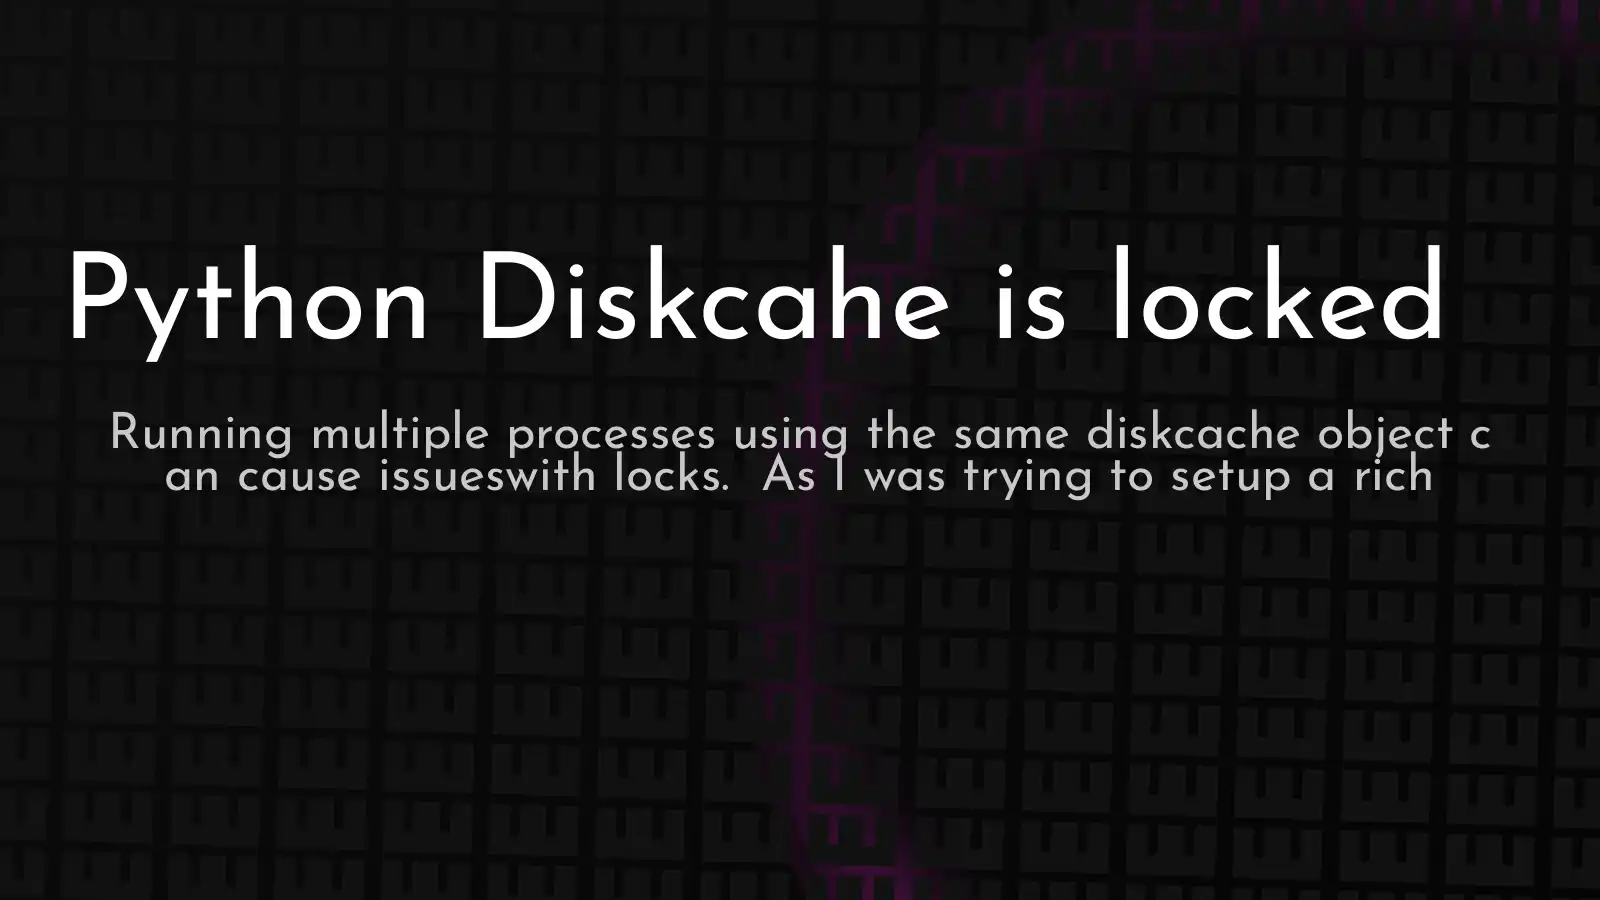 Python Diskcahe is locked
Running multiple processes using the same diskcache object c
an cause issueswith locks.  As I was trying to setup a rich